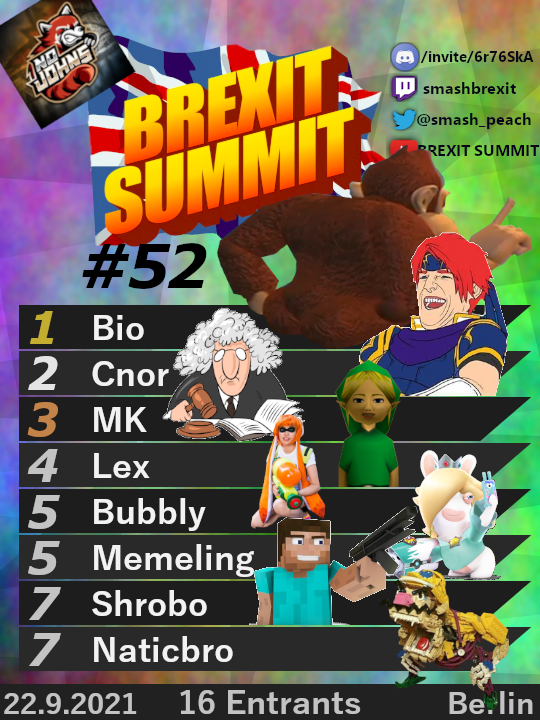 NO
JOHNS
BREXIT
SUMMIT
/invite/6r76SkA
smashbrexit
@smash_peach
BREXIT SUMMIT
#52
1 Bio
2 Cnor
3 MK
4 Lex
5 Bubbly
5 Memeling
7 Shrobo
7 Naticbro
22.9.2021 16 Entrants Berlin